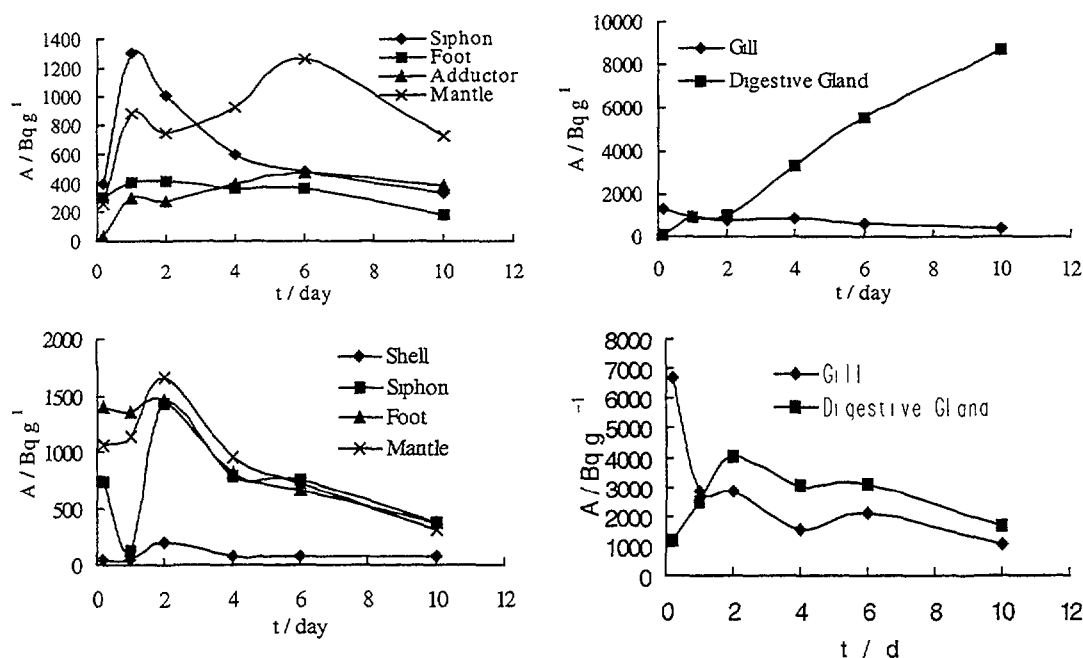 1400
1200
1000
800
600
400
200
0
A / Bq g 1
0 2 4 6 8 10 12
t / day
Siphon
Foot
Adductor
Mantle
10000
8000
6000
4000
2000
0
A / Bq g 1
0 2 4 6 8 10 12
t / day
Gill
Digestive Gland
2000
1500
1000
500
0
A / Bq g 1
0 2 4 6 8 10 12
t / day
Shell
Siphon
Foot
Mantle
8000
7000
6000
5000
4000
3000
2000
1000
0
A / Bq g -1
0 2 4 6 8 10 12
t / d
Gill
Digestive Gland